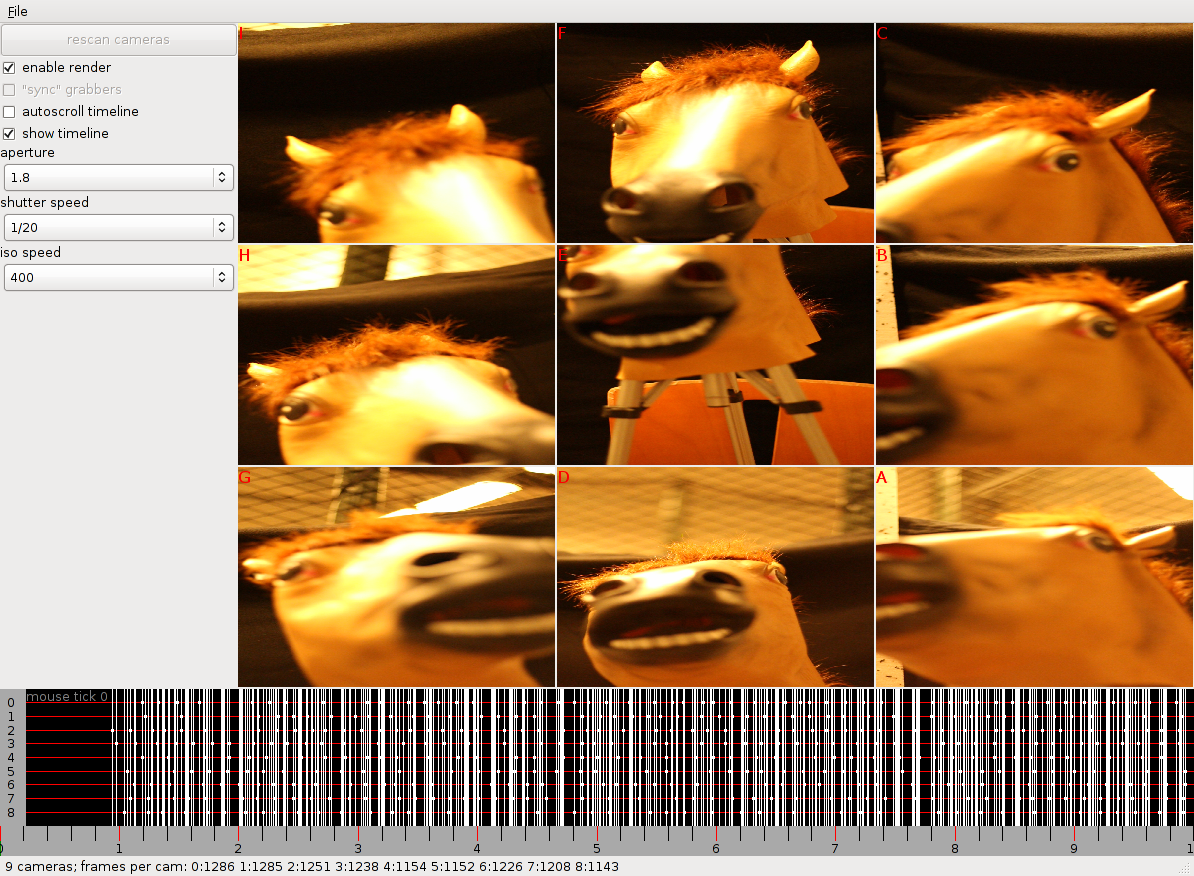 File
rescan cameras
enable render
"sync" grabbers
autoscroll timeline
show timeline
aperture
1.8
shutter speed
1/20
iso speed
400
I F C
H E B
G D A
mouse tick 0
0
1
2
3
4
5
6
7
8
0 1 2 3 4 5 6 7 8 9 1
9 cameras; frames per cam: 0:1286 1:1285 2:1251 3:1238 4:1154 5:1152 6:1226 7:1208 8:1143